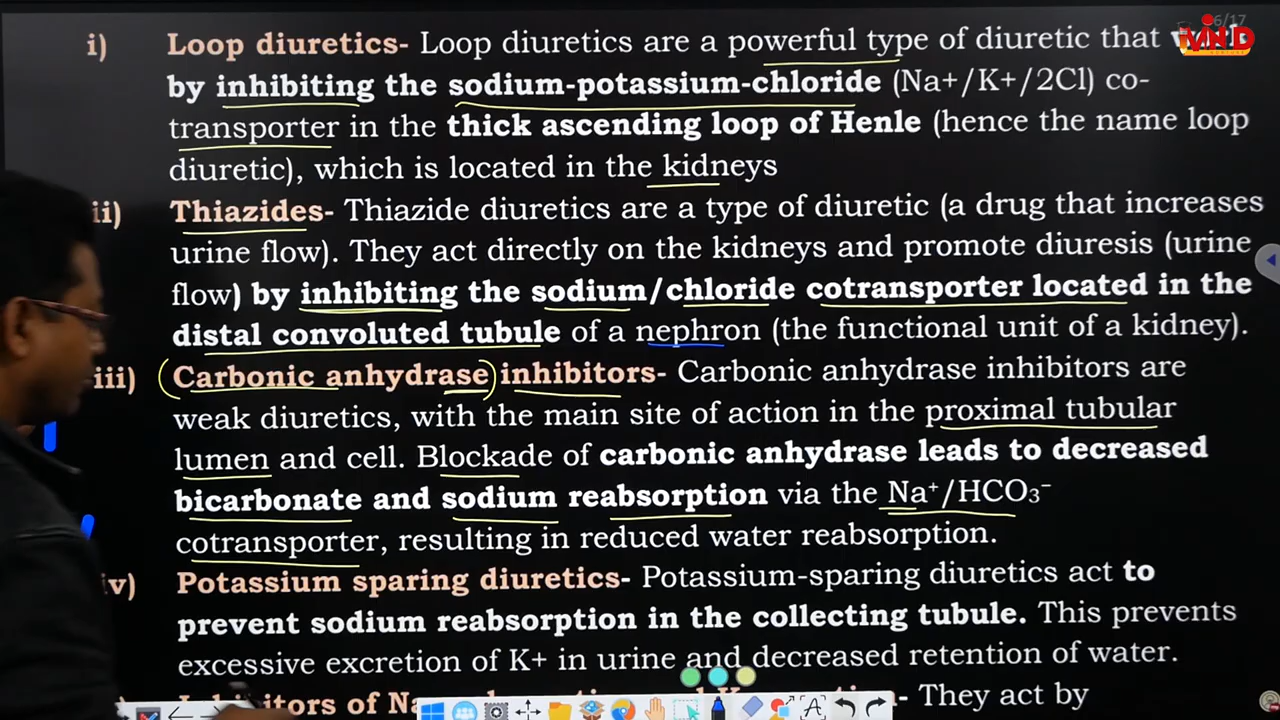 6/17
i) Loop diuretics- Loop diuretics are a powerful type of diuretic that
by inhibiting the sodium-potassium-chloride (Na+/K+/2Cl) co-
transporter in the thick ascending loop of Henle (hence the name loop
diuretic), which is located in the kidneys
ii) Thiazides- Thiazide diuretics are a type of diuretic (a drug that increases
urine flow). They act directly on the kidneys and promote diuresis (urine
flow) by inhibiting the sodium/chloride cotransporter located in the
distal convoluted tubule of a nephron (the functional unit of a kidney).
iii) (Carbonic anhydrase) inhibitors- Carbonic anhydrase inhibitors are
weak diuretics, with the main site of action in the proximal tubular
lumen and cell. Blockade of carbonic anhydrase leads to decreased
bicarbonate and sodium reabsorption via the Na⁺/HCO₃⁻
cotransporter, resulting in reduced water reabsorption.
iv) Potassium sparing diuretics- Potassium-sparing diuretics act to
prevent sodium reabsorption in the collecting tubule. This prevents
excessive excretion of K+ in urine and decreased retention of water.
of - They act by